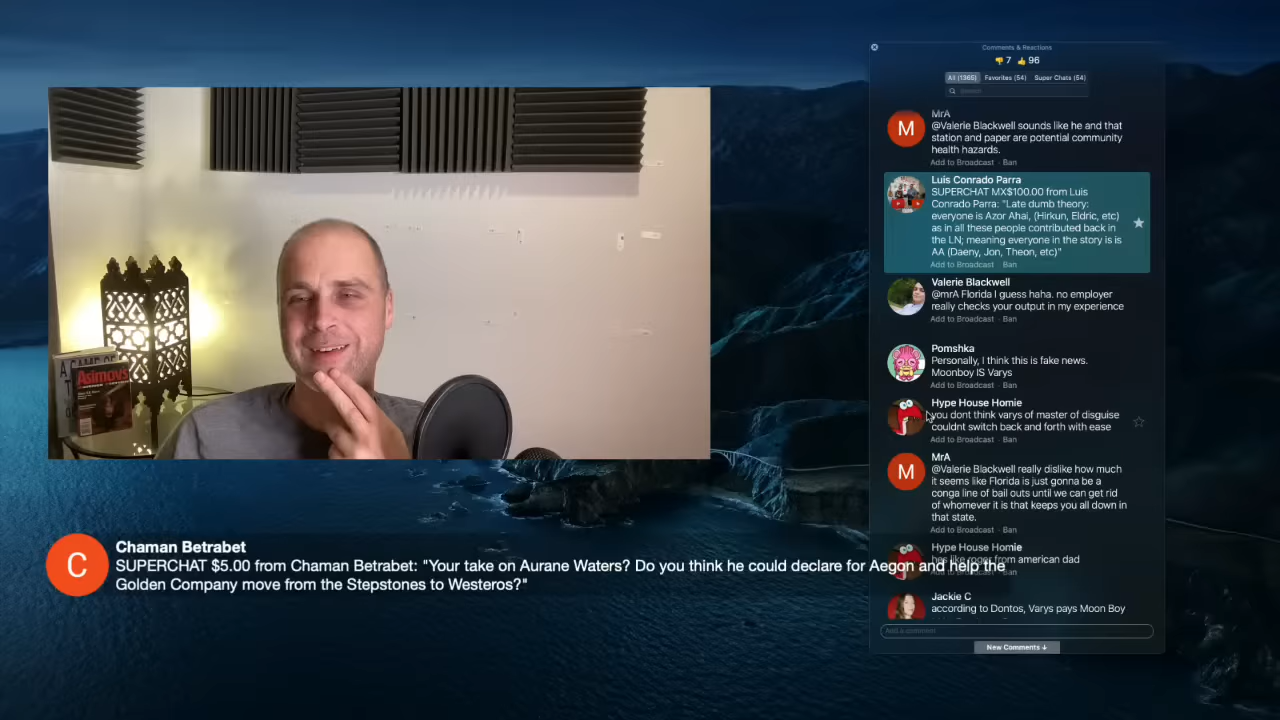 Comments & Reactions
👎 7 👍 96
All (1365) Favorites (54) Super Chats (54)
Search
MrA
@Valerie Blackwell sounds like he and that
station and paper are potential community
health hazards.
Add to Broadcast · Ban
Luis Conrado Parra
SUPERCHAT MX$100.00 from Luis
Conrado Parra: "Late dumb theory:
everyone is Azor Ahai, (Hirkun, Eldric, etc)
as in all these people contributed back in
the LN; meaning everyone in the story is is
AA (Daeny, Jon, Theon, etc)"
Add to Broadcast · Ban
Valerie Blackwell
@mrA Florida I guess haha. no employer
really checks your output in my experience
Add to Broadcast · Ban
Pomshka
Personally, I think this is fake news.
Moonboy IS Varys
Add to Broadcast · Ban
Hype House Homie
you dont think varys of master of disguise
couldnt switch back and forth with ease
Add to Broadcast · Ban
M
MrA
@Valerie Blackwell really dislike how much
it seems like Florida is just gonna be a
conga line of bail outs until we can get rid
of whomever it is that keeps you all down in
that state.
Add to Broadcast · Ban
Hype House Homie
hes like roger from american dad
Ban
Jackie C
according to Dontos, Varys pays Moon Boy
Add a comment
New Comments ↓
M
Asimov's
C
Chaman Betrabet
SUPERCHAT $5.00 from Chaman Betrabet: "Your take on Aurane Waters? Do you think he could declare for Aegon and help the
Golden Company move from the Stepstones to Westeros?"